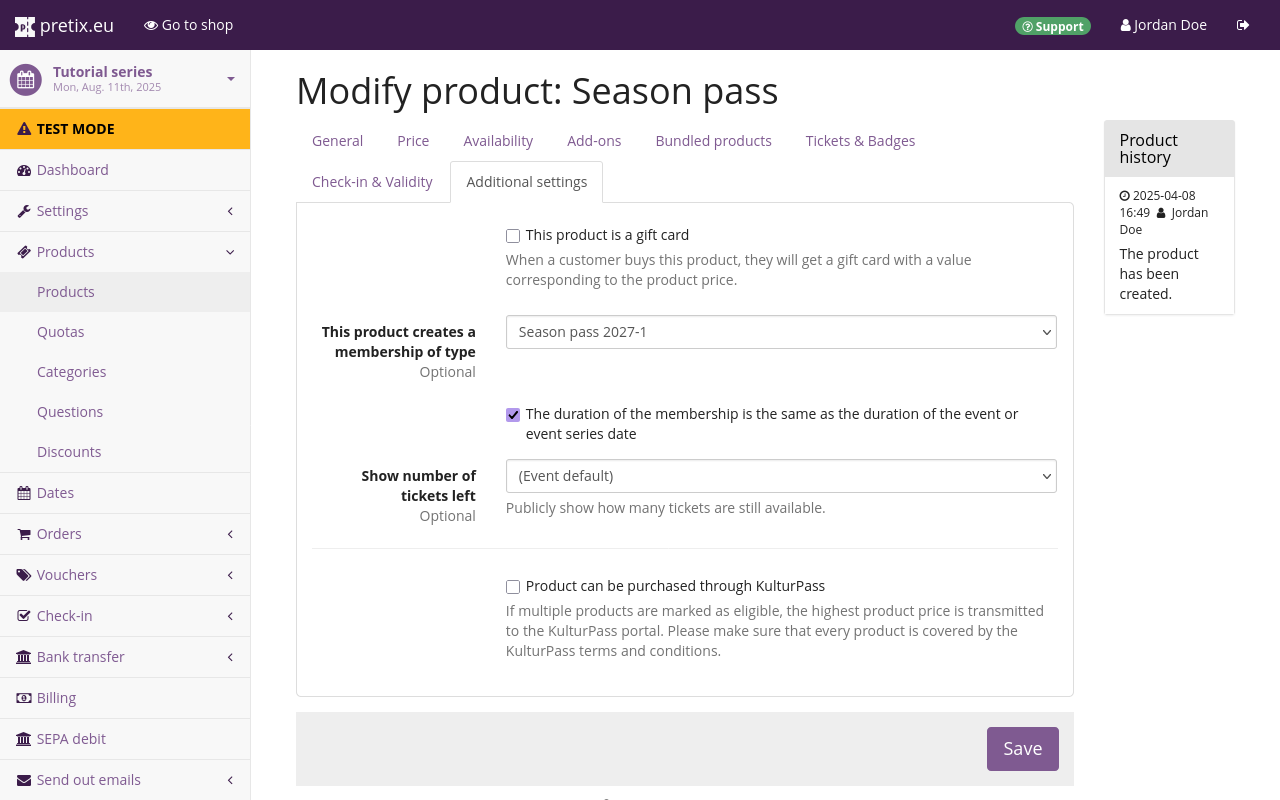 pretix.eu
Go to shop
Support
Jordan Doe
Tutorial series
Mon, Aug. 11th, 2025
TEST MODE
Dashboard
Settings
Products
Products
Quotas
Categories
Questions
Discounts
Dates
Orders
Vouchers
Check-in
Bank transfer
Billing
SEPA debit
Send out emails
Modify product: Season pass
General
Price
Availability
Add-ons
Bundled products
Tickets & Badges
Check-in & Validity
Additional settings
This product is a gift card
When a customer buys this product, they will get a gift card with a value
corresponding to the product price.
This product creates a
membership of type
Optional
Season pass 2027-1
The duration of the membership is the same as the duration of the event or
event series date
Show number of
tickets left
Optional
(Event default)
Publicly show how many tickets are still available.
Product can be purchased through KulturPass
If multiple products are marked as eligible, the highest product price is transmitted
to the KulturPass portal. Please make sure that every product is covered by the
KulturPass terms and conditions.
Save
Product
history
2025-04-08
16:49 Jordan
Doe
The product
has been
created.